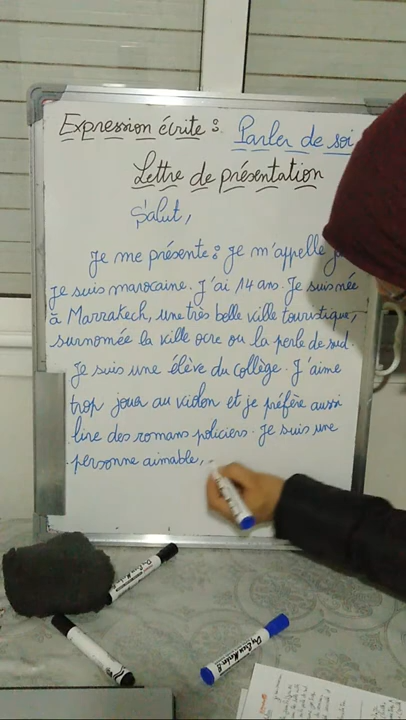 Expression écrite : Parler de soi
Lettre de présentation
Salut,
Je me présente : Je m'appelle
Je suis marocaine. J'ai 14 ans. Je suis née
à Marrakech, une très belle ville touristique,
surnomée la ville ocre ou la perle de sud.
Je suis une élève du collège. J'aime
trop jouer au violon et je préfère aussi
lire des romans policiers. Je suis une
personne aimable,